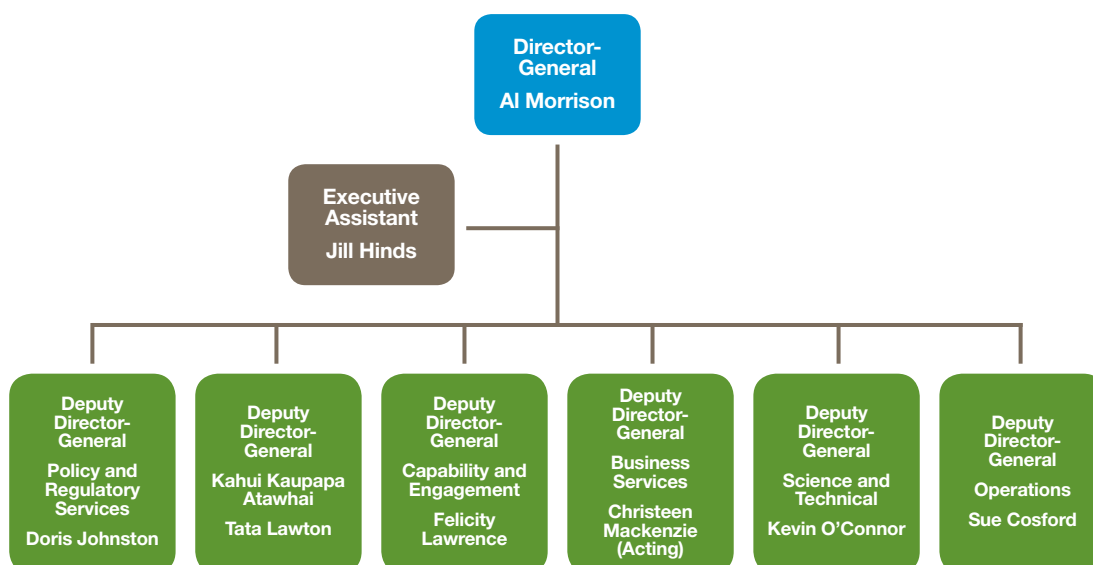 Director-
General
Al Morrison
Executive
Assistant
Jill Hinds
Deputy
Director-
General
Policy and
Regulatory
Services
Doris Johnston
Deputy
Director-
General
Kahui Kaupapa
Atawhai
Tata Lawton
Deputy
Director-
General
Capability and
Engagement
Felicity
Lawrence
Deputy
Director-
General
Business
Services
Christeen
Mackenzie
(Acting)
Deputy
Director-
General
Science and
Technical
Kevin O’Connor
Deputy
Director-
General
Operations
Sue Cosford